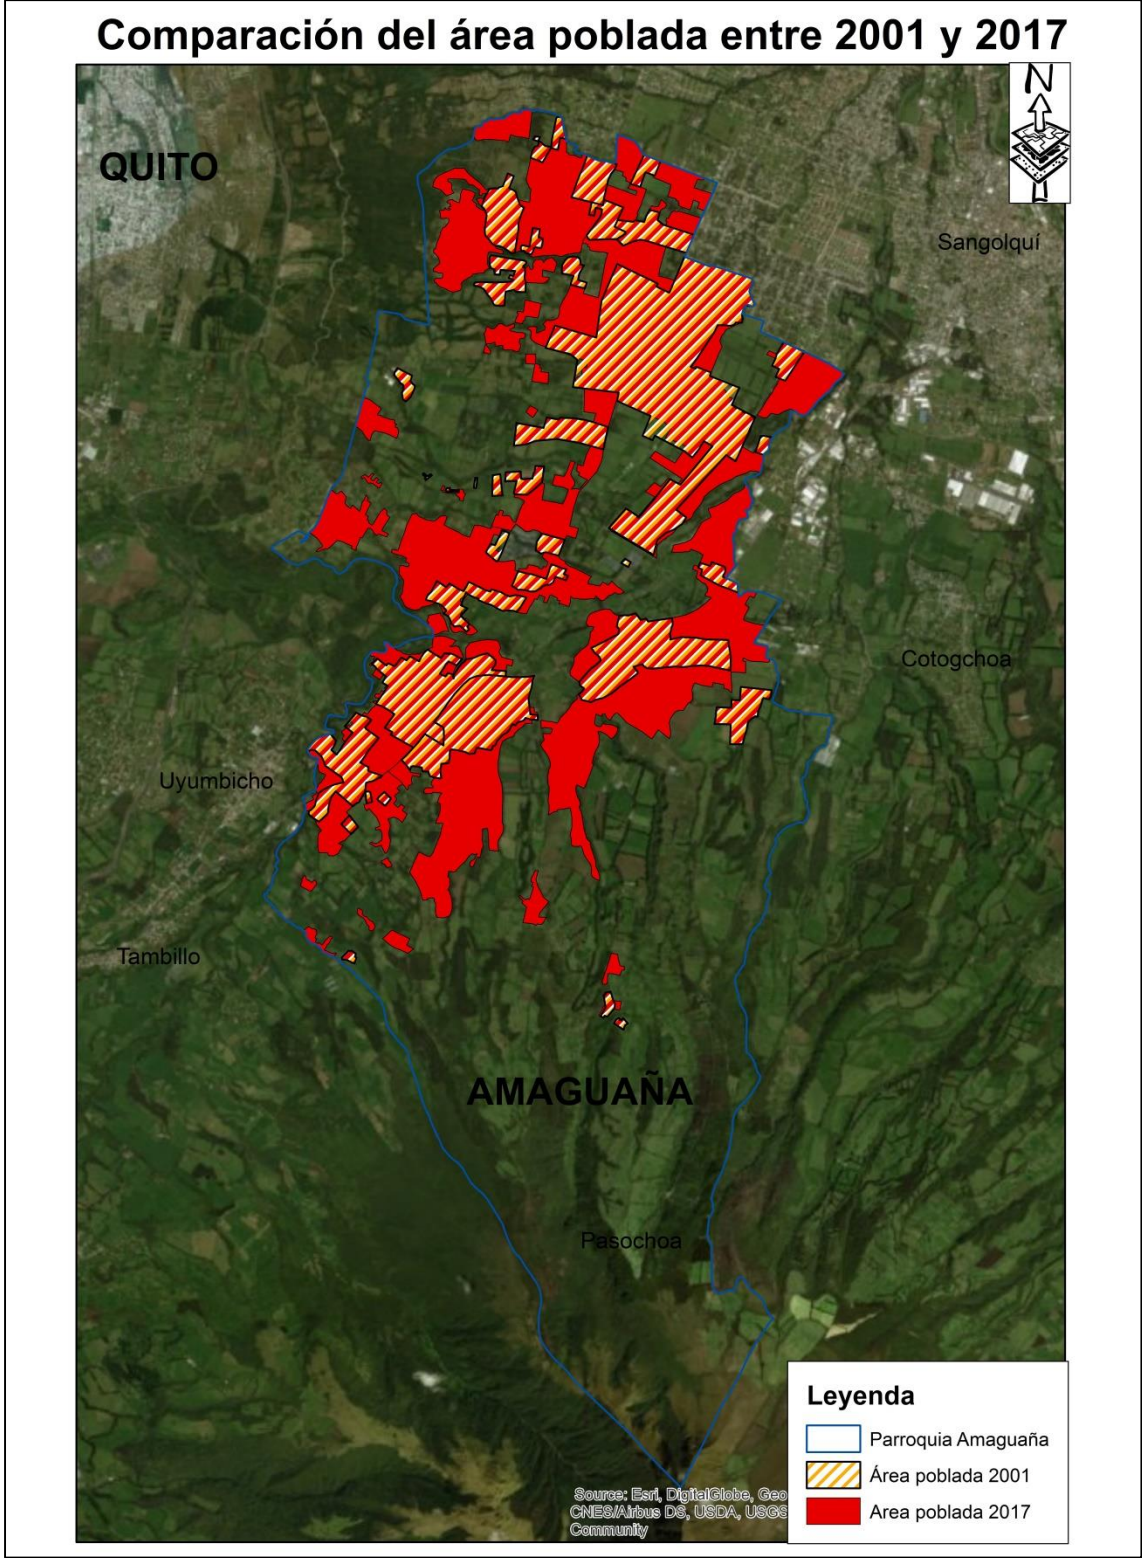 Comparación del área poblada entre 2001 y 2017
N
QUITO
Sangolquí
Cotogchoa
Uyumbicho
Tambillo
AMAGUAÑA
Pasochoa
Leyenda
Parroquia Amaguaña
Área poblada 2001
Area poblada 2017
Source: Esri, DigitalGlobe, Geo
CNES/Airbus DS, USDA, USGS
Community